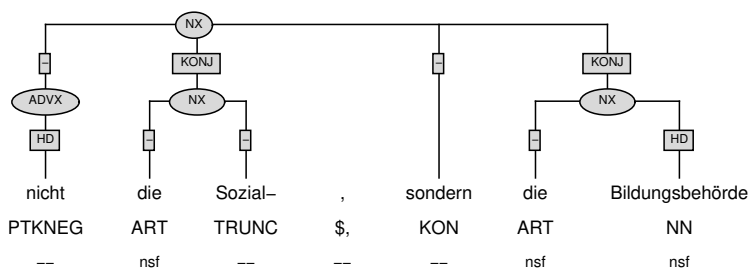 NX
– KONJ – KONJ
ADVX NX NX
HD – – – HD
nicht die Sozial– , sondern die Bildungsbehörde
PTKNEG ART TRUNC $, KON ART NN
–– nsf –– –– –– nsf nsf